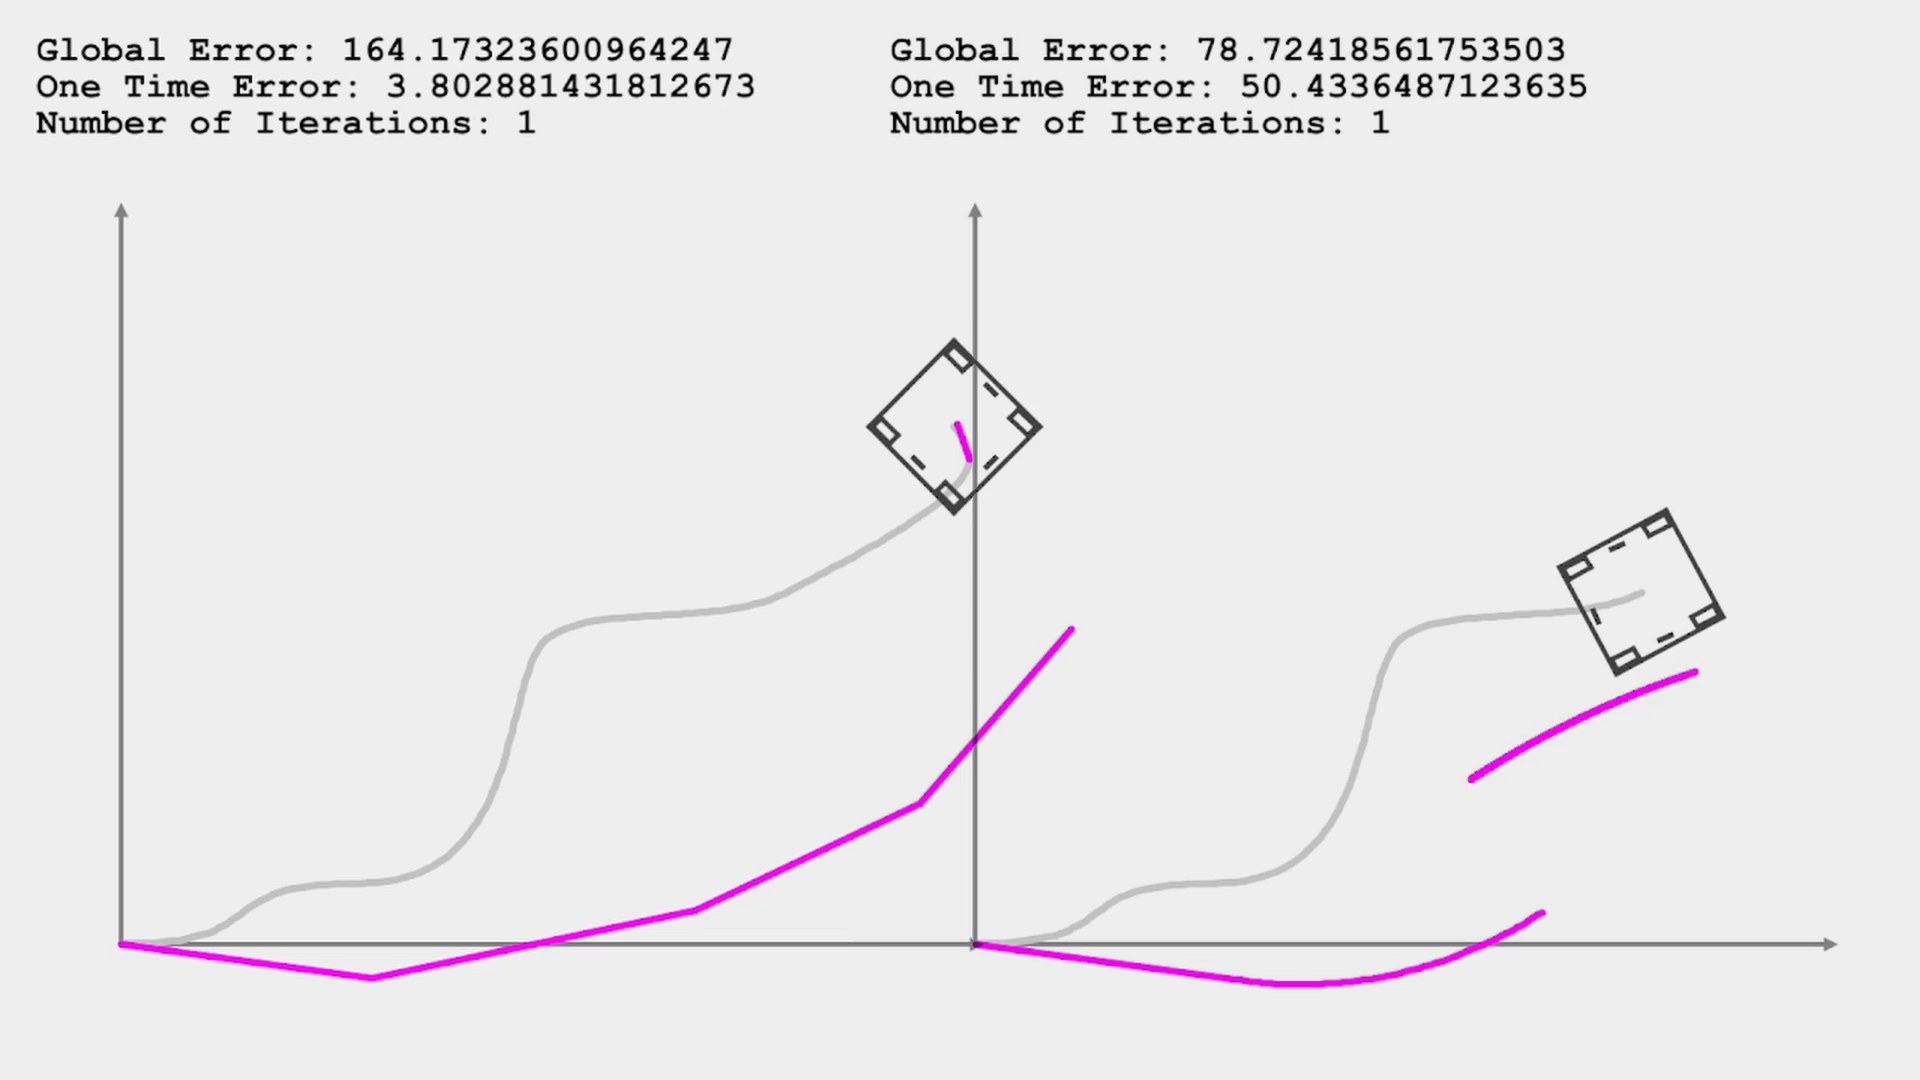 Global Error: 164.17323600964247
One Time Error: 3.802881431812673
Number of Iterations: 1
Global Error: 78.72418561753503
One Time Error: 50.4336487123635
Number of Iterations: 1